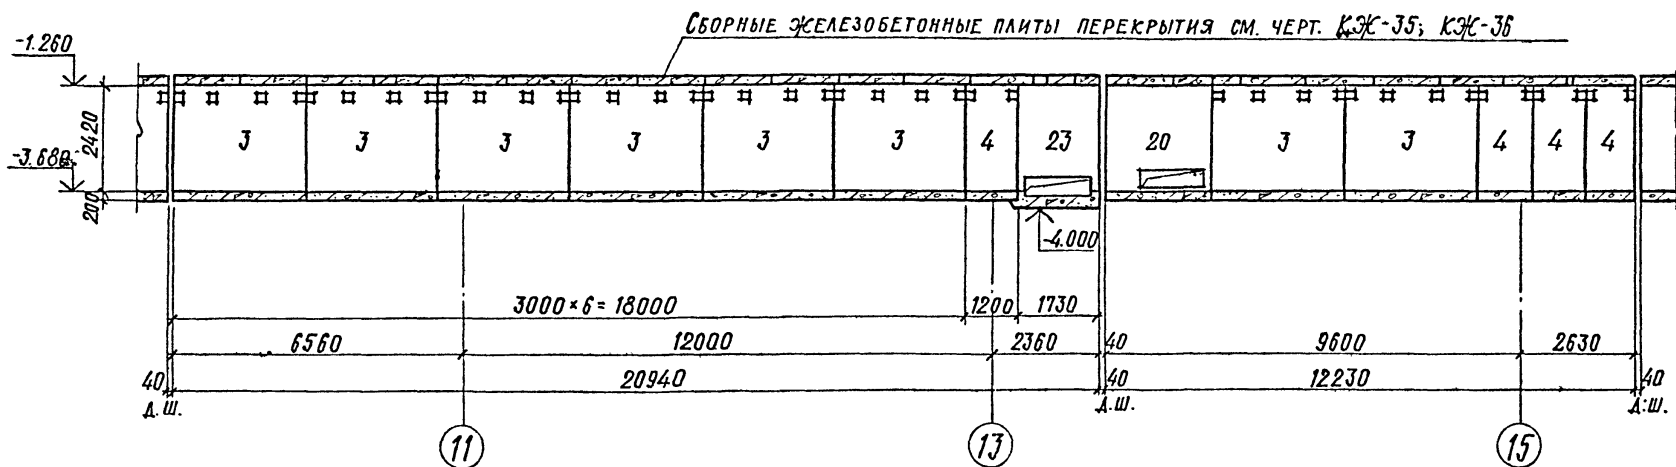 СБОРНЫЕ ЖЕЛЕЗОБЕТОННЫЕ ПЛИТЫ ПЕРЕКРЫТИЯ СМ. ЧЕРТ. КЖ-35; КЖ-36
-1.260
2420
-3.680
200
3 3 3 3 3 3 4 23 20 3 3 4 4 4
-4.000
3000×6=18000 1200 1730
6560 12000 2360 40 9600 2630
40 20940 40 12230 40
Д.Ш. Д.Ш. Д.Ш.
11 13 15